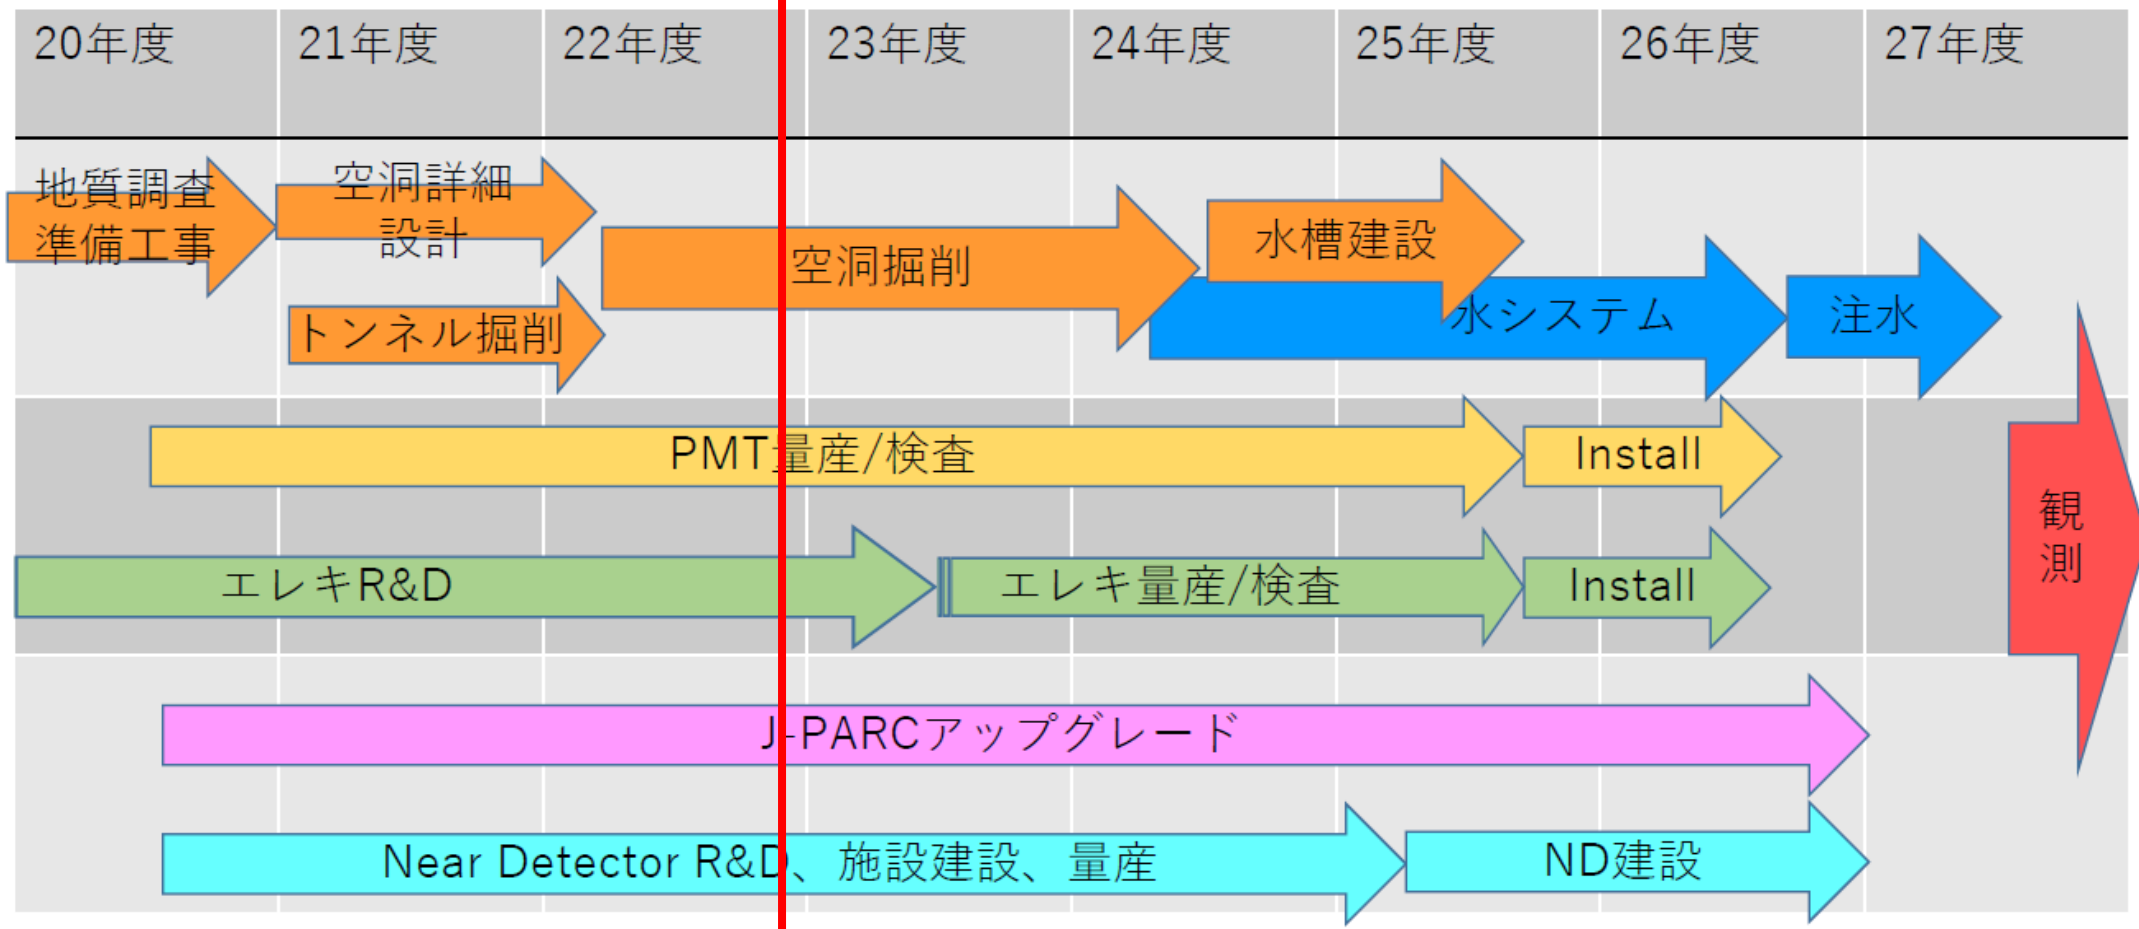 20年度
21年度
22年度
23年度
24年度
25年度
26年度
27年度
地質調査
準備工事
空洞詳細
設計
トンネル掘削
空洞掘削
水槽建設
水システム
注水
PMT量産/検査
Install
エレキR&D
エレキ量産/検査
Install
観
測
J-PARCアップグレード
Near Detector R&D、施設建設、量産
ND建設